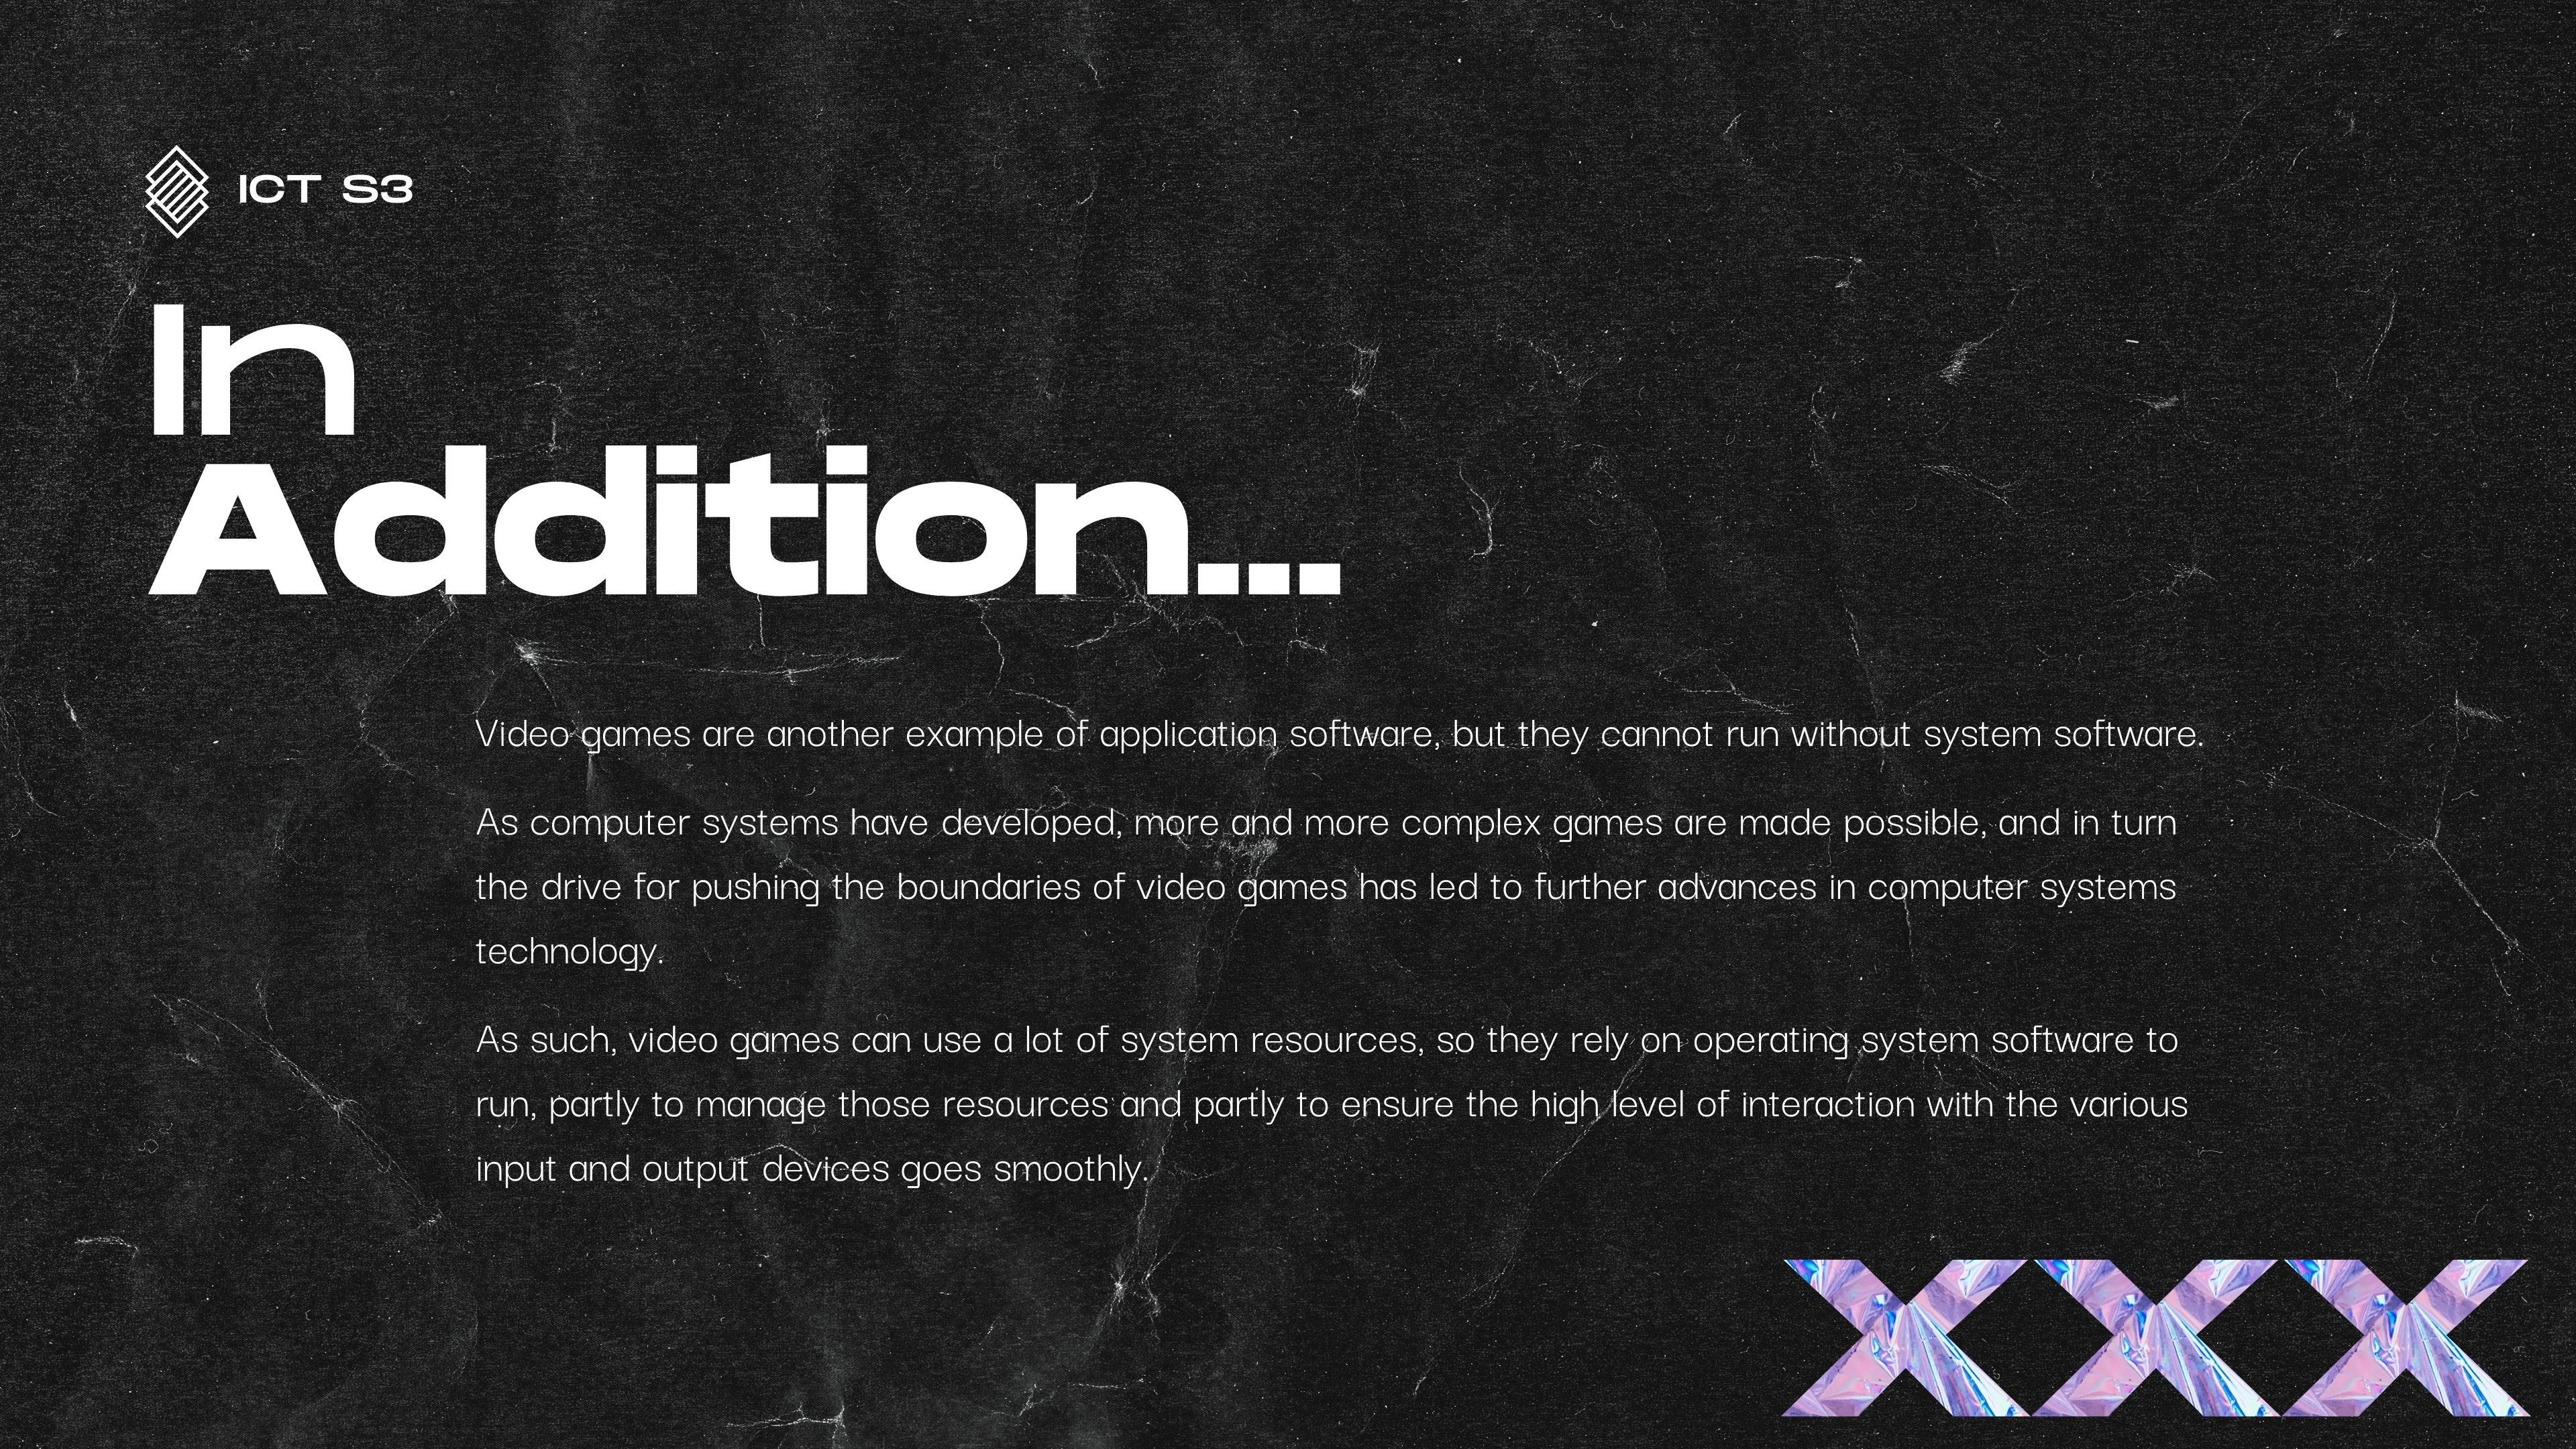 ICT S3
In
Addition...
Video games are another example of application software, but they cannot run without system software.
As computer systems have developed, more and more complex games are made possible, and in turn
the drive for pushing the boundaries of video games has led to further advances in computer systems
technology.
As such, video games can use a lot of system resources, so they rely on operating system software to
run, partly to manage those resources and partly to ensure the high level of interaction with the various
input and output devices goes smoothly.
XXX